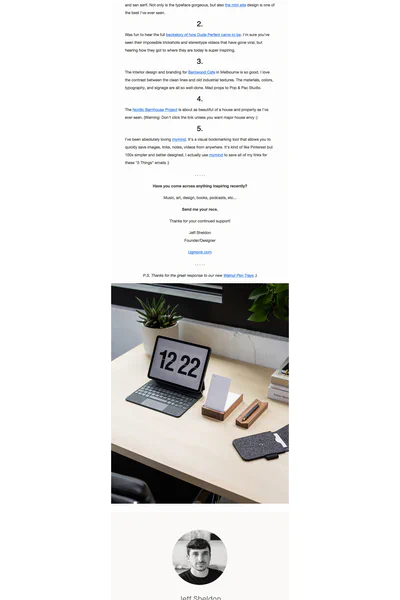 and san serif. Not only is the typeface gorgeous, but also the mini site design is one of
the best I've ever seen.
2.
Was fun to hear the full backstory of how Dude Perfect came to be. I'm sure you've
seen their impossible trickshots and stereotype videos that have gone viral, but
hearing how they got to where they are today is super inspiring.
3.
The interior design and branding for Bentwood Cafe in Melbourne is so good. I love
the contrast between the clean lines and old industrial textures. The materials, colors,
typography, and signage are all so well done. Mad props to Pop & Pac Studio.
4.
The Nordic Barnhouse Project is about as beautiful of a house and property as I've
ever seen. (Warning: Don't click the link unless you want major house envy :)
5.
I've been absolutely loving mymind. It's a visual bookmarking tool that allows you to
quickly save images, links, notes, videos from anywhere. It's kind of like Pinterest but
100x simpler and better designed. I actually use mymind to save all of my links for
these "5 Things" emails :)
. . . . .
Have you come across anything inspiring recently?
Music, art, design, books, podcasts, etc...
Send me your recs.
Thanks for your continued support!
Jeff Sheldon
Founder/Designer
Ugmonk.com
. . . . .
P.S. Thanks for the great response to our new Walnut Pen Trays :)
12 22
Jeff Sheldon